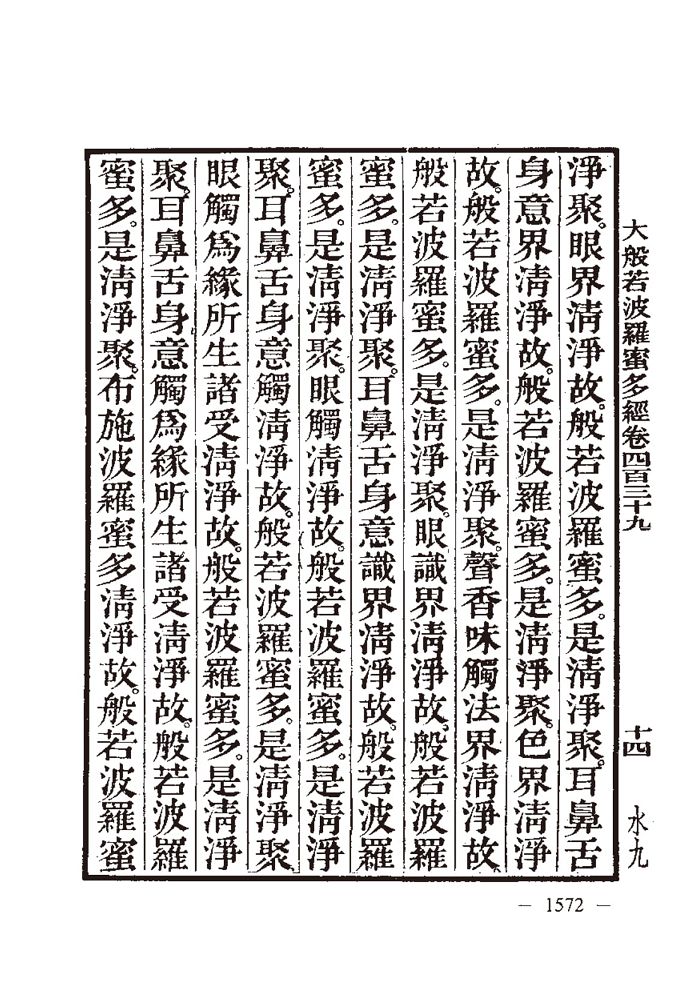 大般若波羅蜜多經卷四百三十九
十四
水九
淨聚。眼界清淨故。般若波羅蜜多。是清淨聚。耳鼻舌
身意界清淨故。般若波羅蜜多。是清淨聚。色界清淨
故。般若波羅蜜多。是清淨聚。聲香味觸法界清淨故
般若波羅蜜多。是清淨聚。眼識界清淨故。般若波羅
蜜多。是清淨聚。耳鼻舌身意識界清淨故。般若波羅
蜜多。是清淨聚。眼觸清淨故。般若波羅蜜多。是清淨
聚。耳鼻舌身意觸清淨故。般若波羅蜜多。是清淨聚
眼觸爲緣所生諸受清淨故。般若波羅蜜多。是清淨
聚。耳鼻舌身意觸爲緣所生諸受清淨故。般若波羅
蜜多。是清淨聚。布施波羅蜜多清淨故。般若波羅蜜
— 1572 —